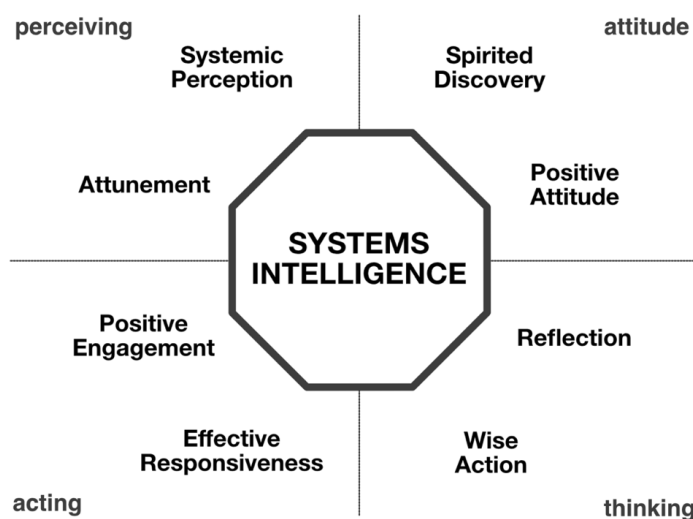 perceiving
attitude
Systemic
Perception
Spirited
Discovery
Attunement
Positive
Attitude
SYSTEMS
INTELLIGENCE
Positive
Engagement
Reflection
Effective
Responsiveness
Wise
Action
acting
thinking